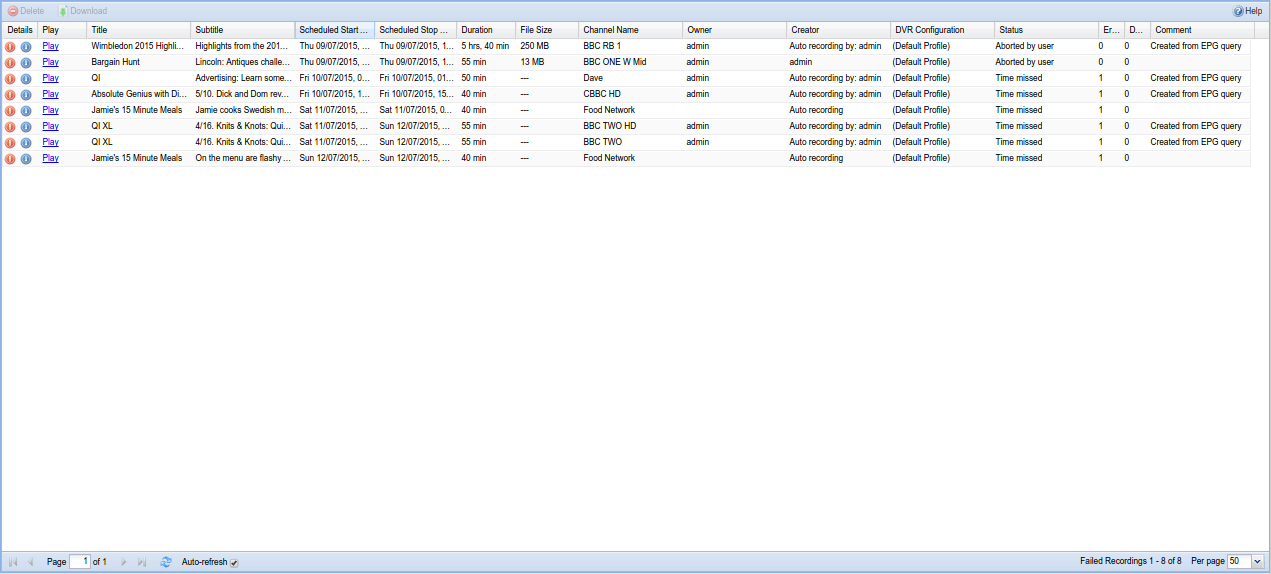 Delete Download Help
Details Play Title Subtitle Scheduled Start ... Scheduled Stop ... Duration File Size Channel Name Owner Creator DVR Configuration Status Er... D... Comment
Play Wimbledon 2015 Highli... Highlights from the 201... Thu 09/07/2015, ... Thu 09/07/2015, ... 5 hrs, 40 min 250 MB BBC RB 1 admin Auto recording by: admin (Default Profile) Aborted by user 0 0 Created from EPG query
Play Bargain Hunt Lincoln: Antiques challe... Thu 09/07/2015, ... Thu 09/07/2015, 1... 55 min 13 MB BBC ONE W Mid admin admin (Default Profile) Aborted by user 0 0
Play QI Advertising: Learn some... Fri 10/07/2015, 0... Fri 10/07/2015, 01... 50 min --- Dave admin Auto recording by: admin (Default Profile) Time missed 1 0 Created from EPG query
Play Absolute Genius with Di... 5/10. Dick and Dom rev... Fri 10/07/2015, 1... Fri 10/07/2015, 15... 40 min --- CBBC HD admin Auto recording by: admin (Default Profile) Time missed 1 0 Created from EPG query
Play Jamie's 15 Minute Meals Jamie cooks Swedish m... Sat 11/07/2015, ... Sat 11/07/2015, 0... 40 min --- Food Network Auto recording (Default Profile) Time missed 1 0
Play QI XL 4/16. Knits & Knots: Qui... Sat 11/07/2015, ... Sun 12/07/2015, ... 55 min --- BBC TWO HD admin Auto recording by: admin (Default Profile) Time missed 1 0 Created from EPG query
Play QI XL 4/16. Knits & Knots: Qui... Sat 11/07/2015, ... Sun 12/07/2015, ... 55 min --- BBC TWO admin Auto recording by: admin (Default Profile) Time missed 1 0 Created from EPG query
Play Jamie's 15 Minute Meals On the menu are flashy ... Sun 12/07/2015, ... Sun 12/07/2015, ... 40 min --- Food Network Auto recording (Default Profile) Time missed 1 0
Page 1 of 1 Auto-refresh Failed Recordings 1 - 8 of 8 Per page 50